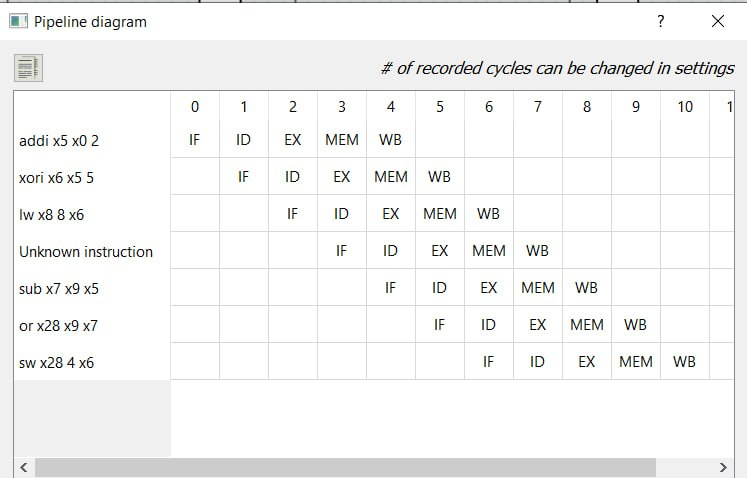 Pipeline diagram
# of recorded cycles can be changed in settings
0 1 2 3 4 5 6 7 8 9 10 1
addi x5 x0 2 IF ID EX MEM WB
xori x6 x5 5 IF ID EX MEM WB
lw x8 8 x6 IF ID EX MEM WB
Unknown instruction IF ID EX MEM WB
sub x7 x9 x5 IF ID EX MEM WB
or x28 x9 x7 IF ID EX MEM WB
sw x28 4 x6 IF ID EX MEM WB